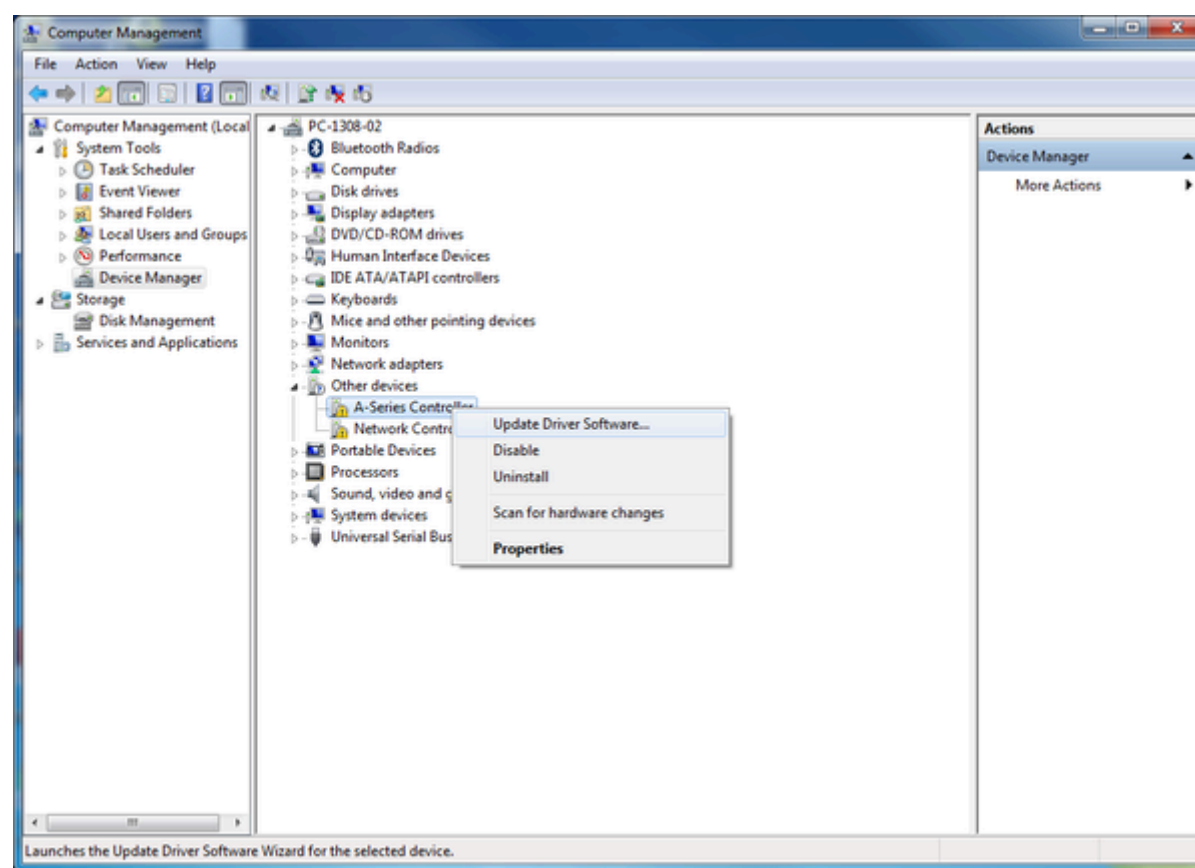 Computer Management
File Action View Help
Computer Management (Local
System Tools
Task Scheduler
Event Viewer
Shared Folders
Local Users and Groups
Performance
Device Manager
Storage
Disk Management
Services and Applications
PC-1308-02
Bluetooth Radios
Computer
Disk drives
Display adapters
DVD/CD-ROM drives
Human Interface Devices
IDE ATA/ATAPI controllers
Keyboards
Mice and other pointing devices
Monitors
Network adapters
Other devices
A-Series Controller
Network Contro
Portable Devices
Processors
Sound, video and g
System devices
Universal Serial Bus
Update Driver Software...
Disable
Uninstall
Scan for hardware changes
Properties
Actions
Device Manager
More Actions
Launches the Update Driver Software Wizard for the selected device.